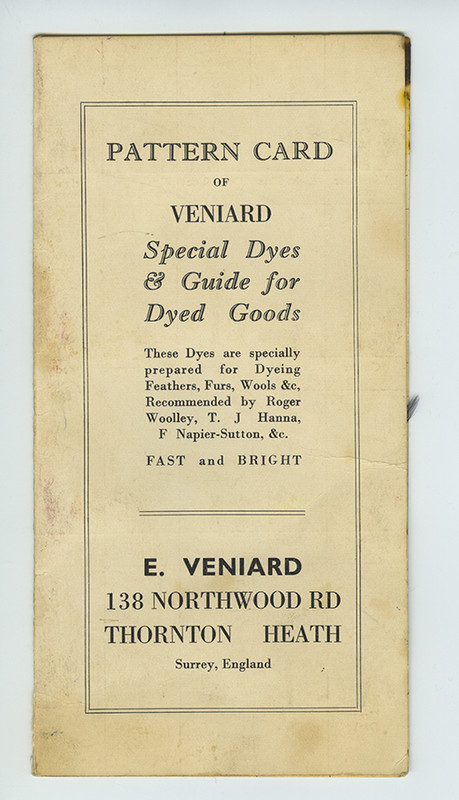 PATTERN CARD
OF
VENIARD
Special Dyes
& Guide for
Dyed Goods
These Dyes are specially
prepared for Dyeing
Feathers, Furs, Wools &c,
Recommended by Roger
Woolley, T. J Hanna,
F Napier-Sutton, &c.
FAST and BRIGHT
E. VENIARD
138 NORTHWOOD RD
THORNTON HEATH
Surrey, England